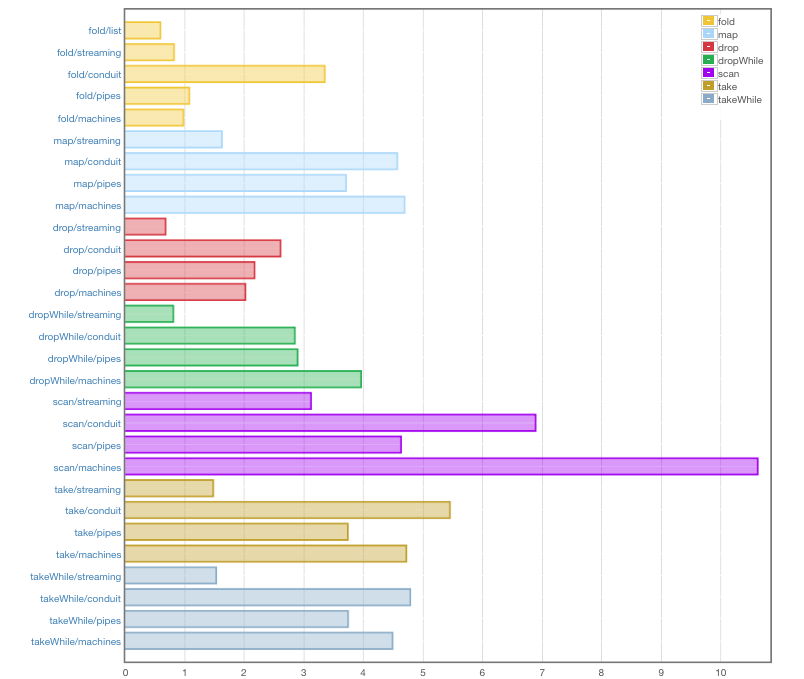 fold/list
fold/streaming
fold/conduit
fold/pipes
fold/machines
map/streaming
map/conduit
map/pipes
map/machines
drop/streaming
drop/conduit
drop/pipes
drop/machines
dropWhile/streaming
dropWhile/conduit
dropWhile/pipes
dropWhile/machines
scan/streaming
scan/conduit
scan/pipes
scan/machines
take/streaming
take/conduit
take/pipes
take/machines
takeWhile/streaming
takeWhile/conduit
takeWhile/pipes
takeWhile/machines
0 1 2 3 4 5 6 7 8 9 10
fold
map
drop
dropWhile
scan
take
takeWhile